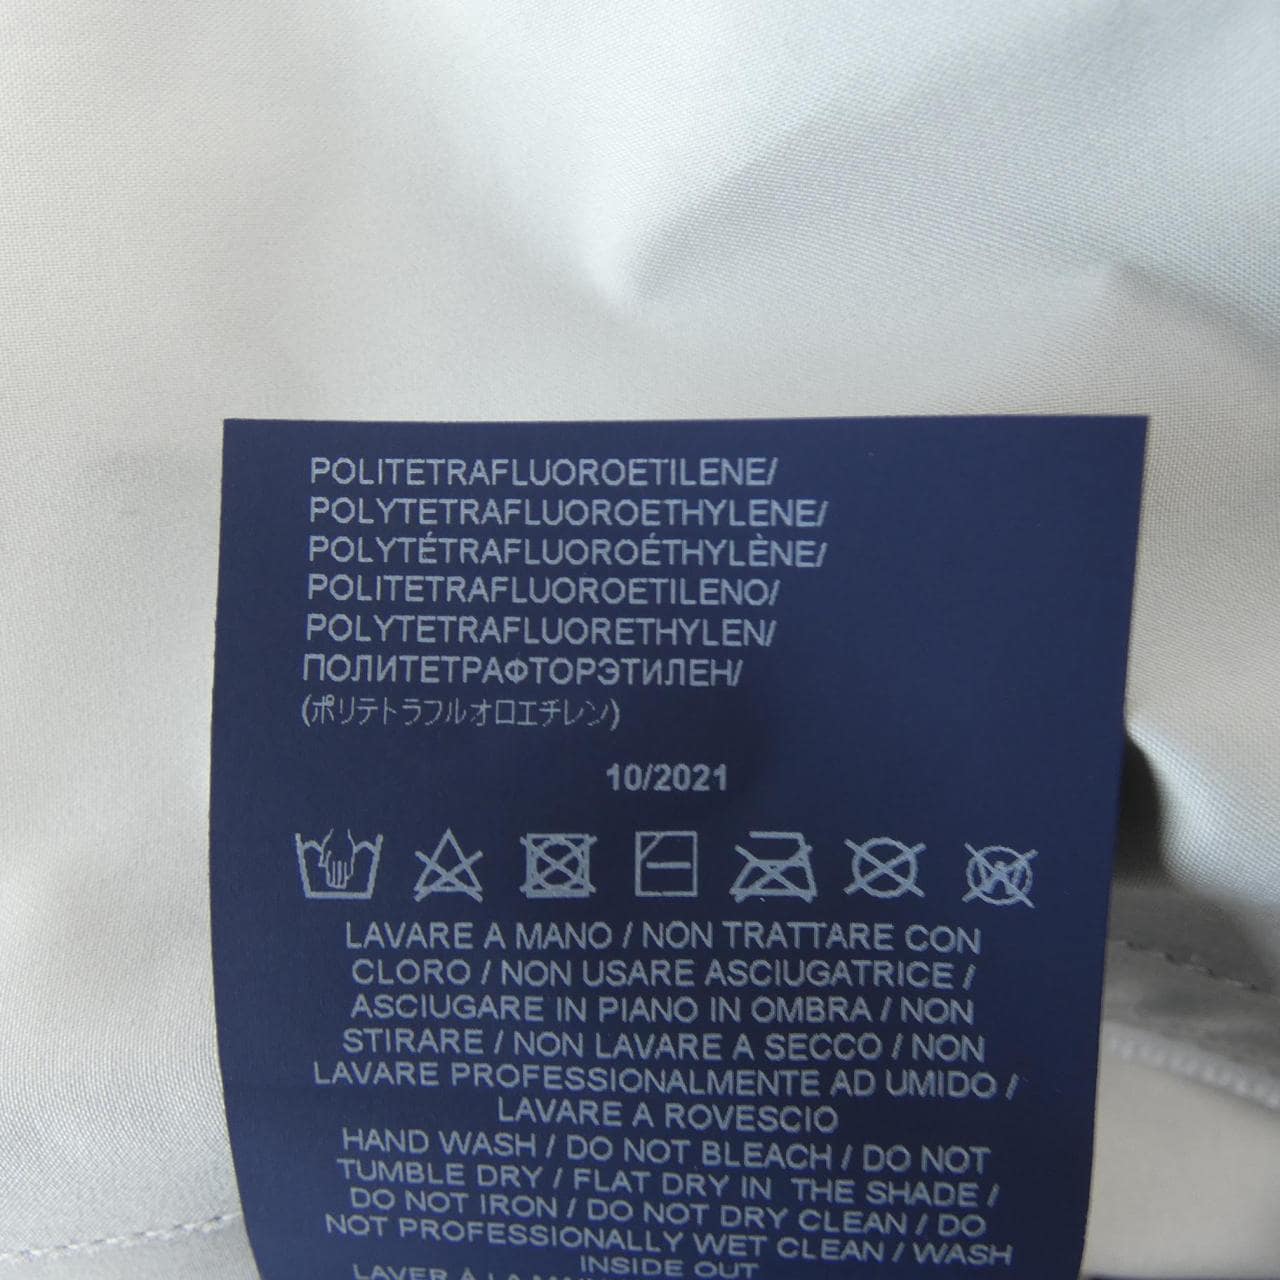 POLITETRAFLUOROETILENE/
POLYTETRAFLUOROETHYLENE/
POLYTÉTRAFLUOROÉTHYLÈNE/
POLITETRAFLUOROETILENO/
POLYTETRAFLUORETHYLEN/
ПОЛИТЕТРАФТОРЭТИЛЕН/
(ポリテトラフルオロエチレン)
10/2021
LAVARE A MANO / NON TRATTARE CON
CLORO / NON USARE ASCIUGATRICE /
ASCIUGARE IN PIANO IN OMBRA / NON
STIRARE / NON LAVARE A SECCO / NON
LAVARE PROFESSIONALMENTE AD UMIDO /
LAVARE A ROVESCIO
HAND WASH / DO NOT BLEACH / DO NOT
TUMBLE DRY / FLAT DRY IN THE SHADE /
DO NOT IRON / DO NOT DRY CLEAN / DO
NOT PROFESSIONALLY WET CLEAN / WASH
INSIDE OUT
LAVER À LA